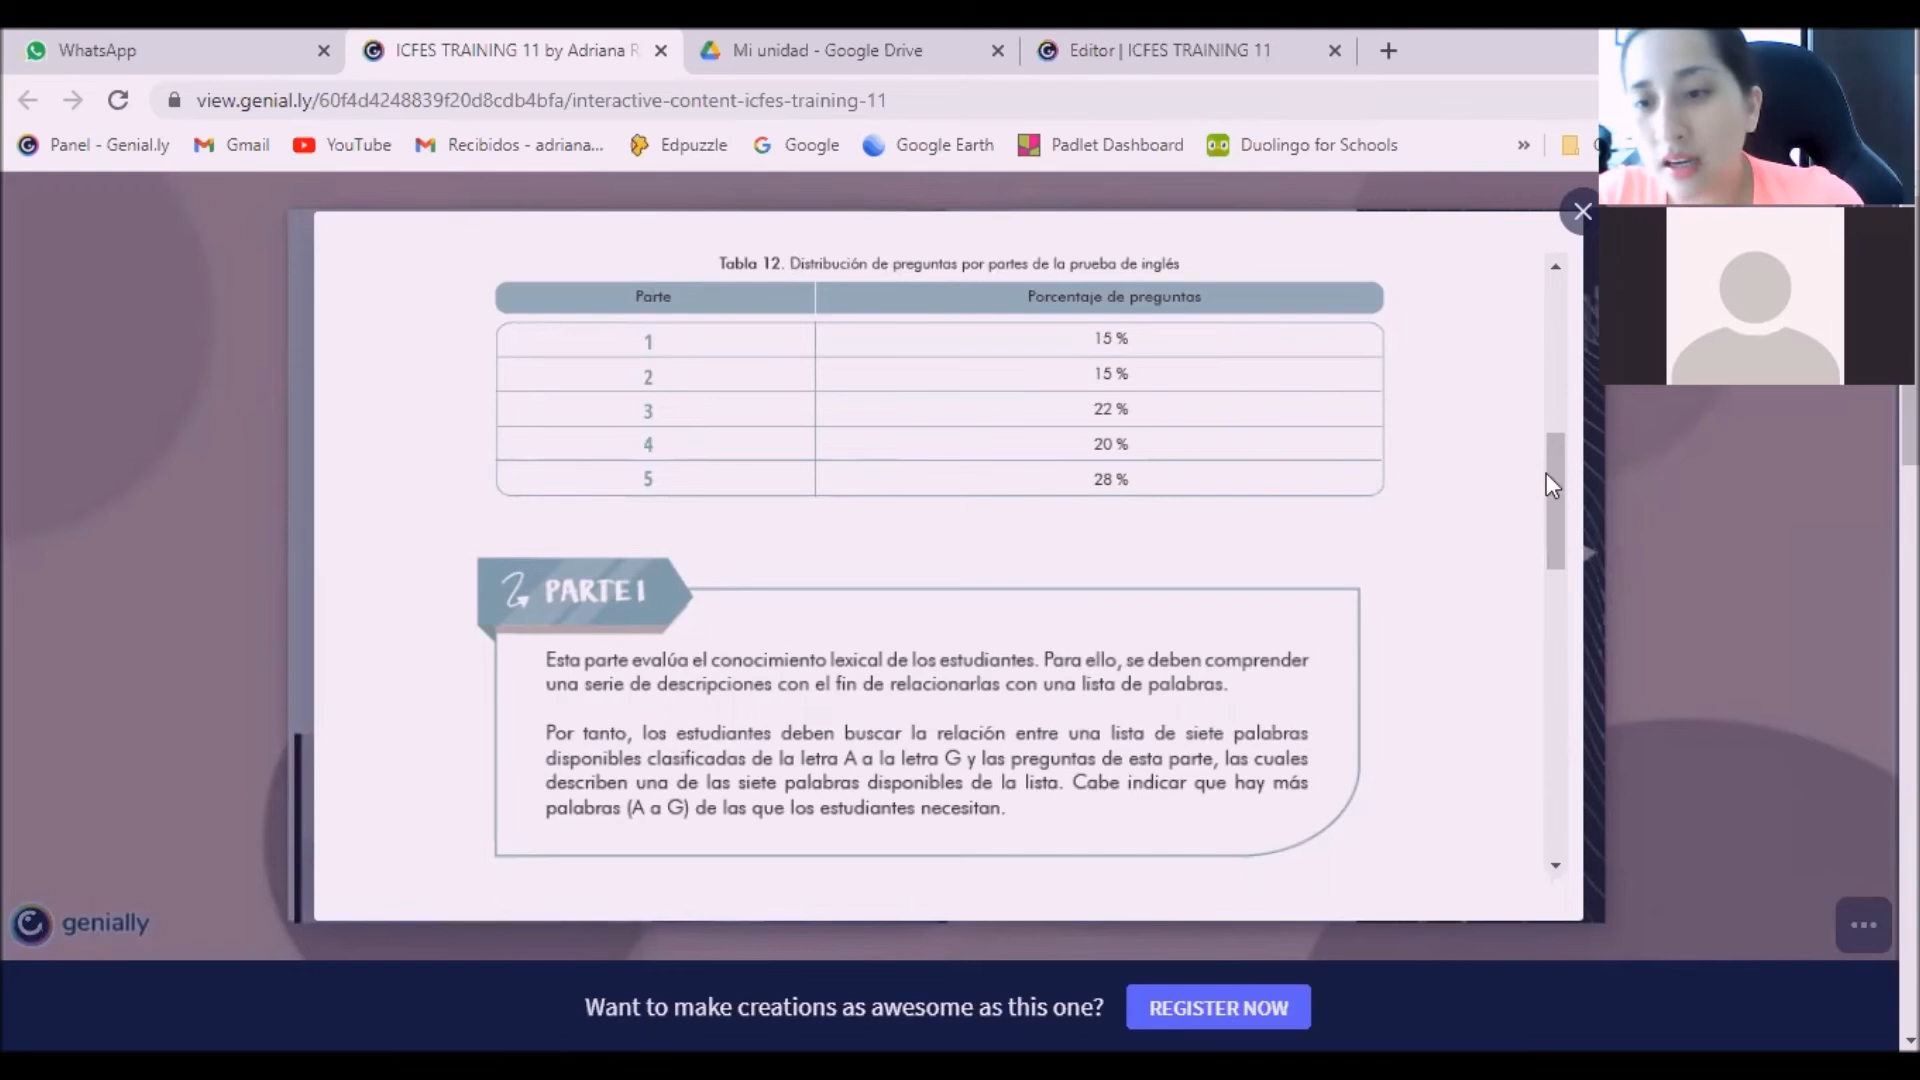 WhatsApp
ICFES TRAINING 11 by Adriana R
Mi unidad - Google Drive
Editor | ICFES TRAINING 11
view.genial.ly/60f4d4248839f20d8cdb4bfa/interactive-content-icfes-training-11
Panel - Genial.ly
Gmail
YouTube
Recibidos - adriana...
Edpuzzle
Google
Google Earth
Padlet Dashboard
Duolingo for Schools
»
Tabla 12. Distribución de preguntas por partes de la prueba de inglés
Parte Porcentaje de preguntas
1 15 %
2 15 %
3 22 %
4 20 %
5 28 %
PARTE 1
Esta parte evalúa el conocimiento lexical de los estudiantes. Para ello, se deben comprender
una serie de descripciones con el fin de relacionarlas con una lista de palabras.
Por tanto, los estudiantes deben buscar la relación entre una lista de siete palabras
disponibles clasificadas de la letra A a la letra G y las preguntas de esta parte, las cuales
describen una de las siete palabras disponibles de la lista. Cabe indicar que hay más
palabras (A a G) de las que los estudiantes necesitan.
genially
Want to make creations as awesome as this one?
REGISTER NOW